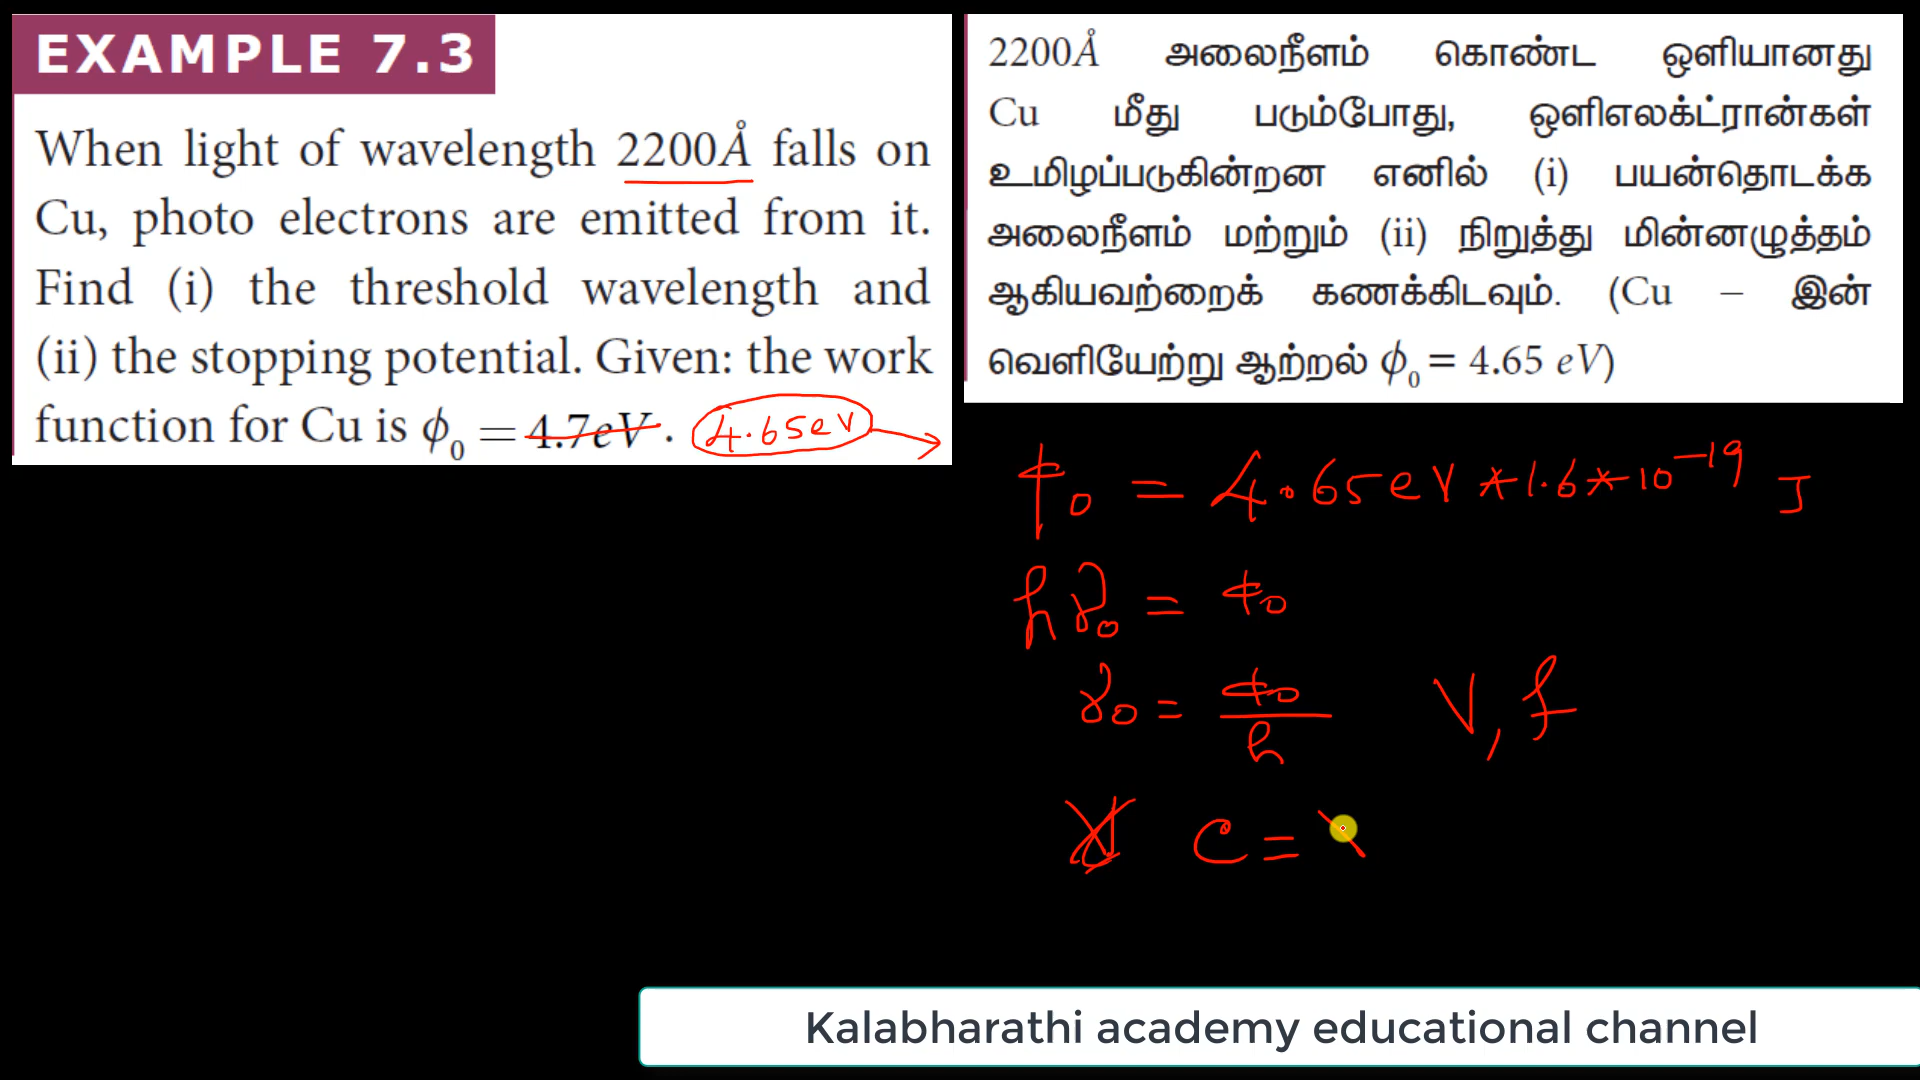 EXAMPLE 7.3
When light of wavelength 2200Å falls on
Cu, photo electrons are emitted from it.
Find (i) the threshold wavelength and
(ii) the stopping potential. Given: the work
function for Cu is ϕ₀ = 4.7eV . 4.65eV
2200Å அலைநீளம் கொண்ட ஒளியானது
Cu மீது படும்போது, ஒளிஎலக்ட்ரான்கள்
உமிழப்படுகின்றன எனில் (i) பயன்தொடக்க
அலைநீளம் மற்றும் (ii) நிறுத்து மின்னழுத்தம்
ஆகியவற்றைக் கணக்கிடவும். (Cu – இன்
வெளியேற்று ஆற்றல் ϕ₀ = 4.65 eV)
ϕ₀ = 4.65eV * 1.6 * 10⁻¹⁹ J
hγ₀ = ϕ₀
γ₀ = ϕ₀/h V, f
C =
Kalabharathi academy educational channel